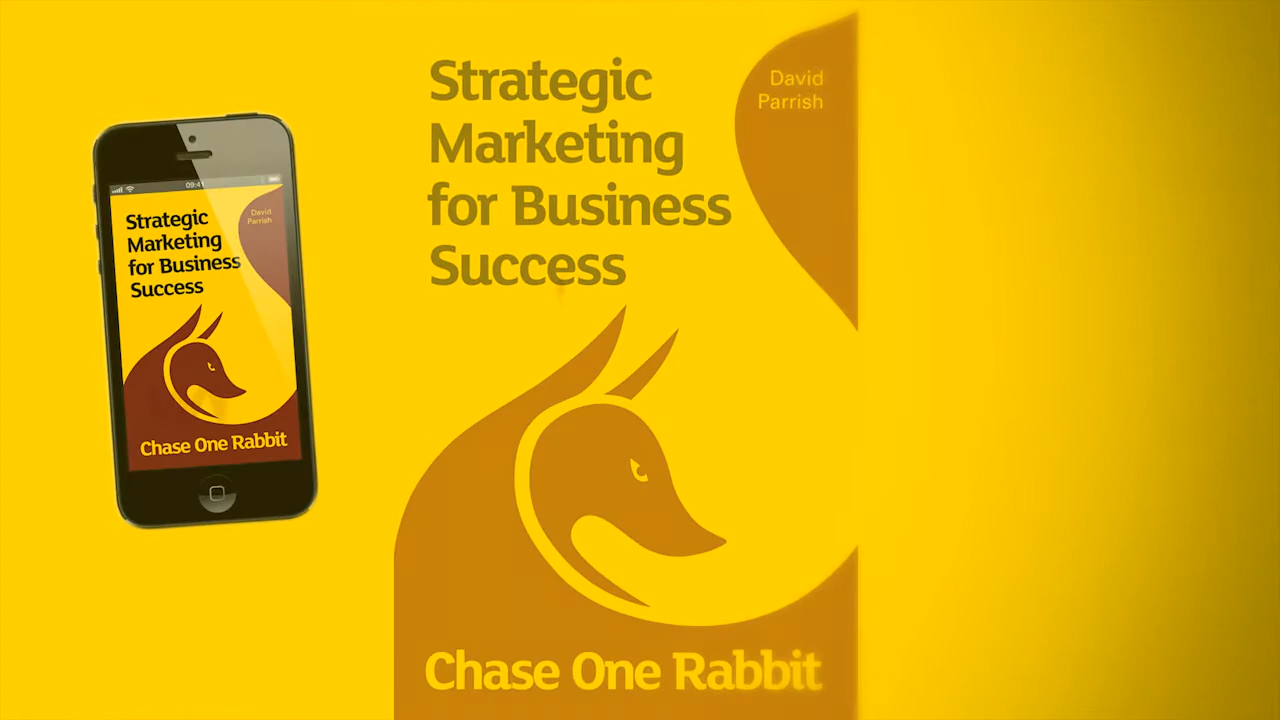 09:41
Strategic
Marketing
for Business
Success
David
Parrish
Chase One Rabbit
Strategic
Marketing
for Business
Success
David
Parrish
Chase One Rabbit